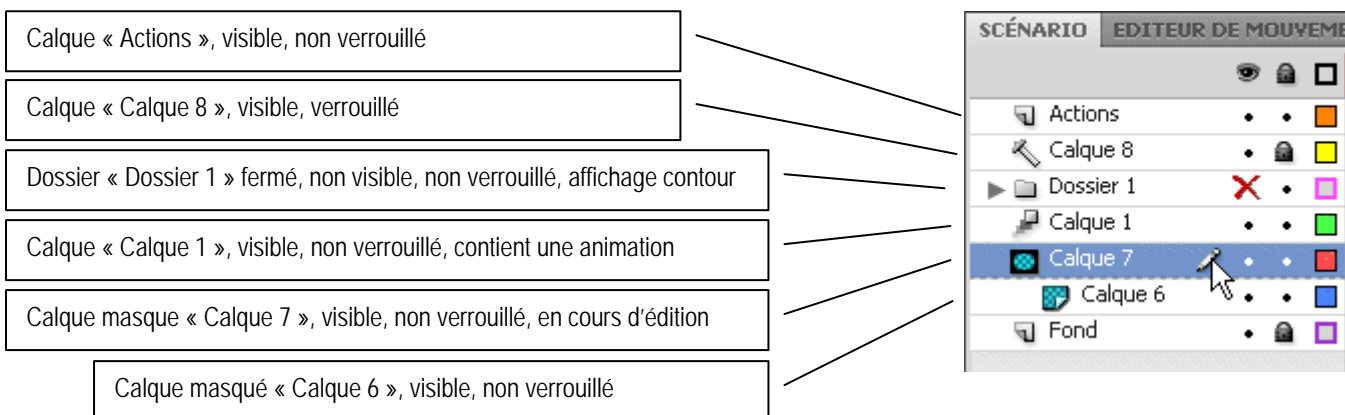 Calque « Actions », visible, non verrouillé
Calque « Calque 8 », visible, verrouillé
Dossier « Dossier 1 » fermé, non visible, non verrouillé, affichage contour
Calque « Calque 1 », visible, non verrouillé, contient une animation
Calque masque « Calque 7 », visible, non verrouillé, en cours d’édition
Calque masqué « Calque 6 », visible, non verrouillé
SCÉNARIO EDITEUR DE MOUVEME
Actions
Calque 8
Dossier 1
Calque 1
Calque 7
Calque 6
Fond